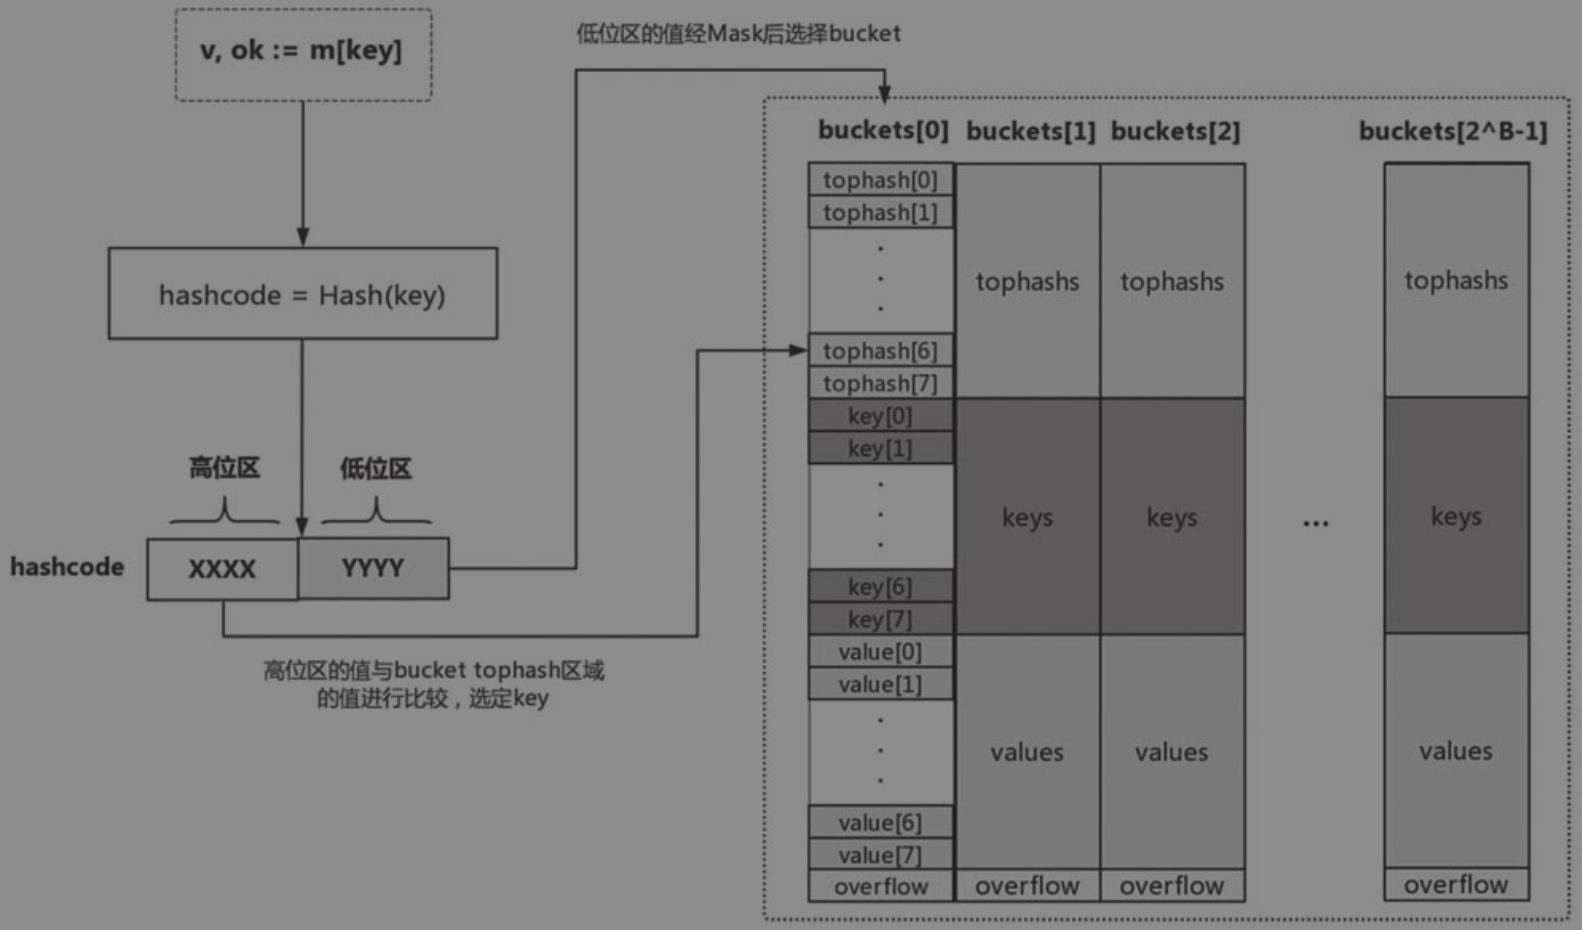 v, ok := m[key]
低位区的值经Mask后选择bucket
buckets[0] buckets[1] buckets[2] buckets[2^B-1]
hashcode = Hash(key)
高位区 低位区
hashcode XXXX YYYY
高位区的值与bucket tophash区域
的值进行比较，选定key
tophash[0]
tophash[1]
.
.
.
tophash[6]
tophash[7]
key[0]
key[1]
.
.
.
key[6]
key[7]
value[0]
value[1]
.
.
.
value[6]
value[7]
overflow
tophashs tophashs tophashs
keys keys ... keys
values values values
overflow overflow overflow